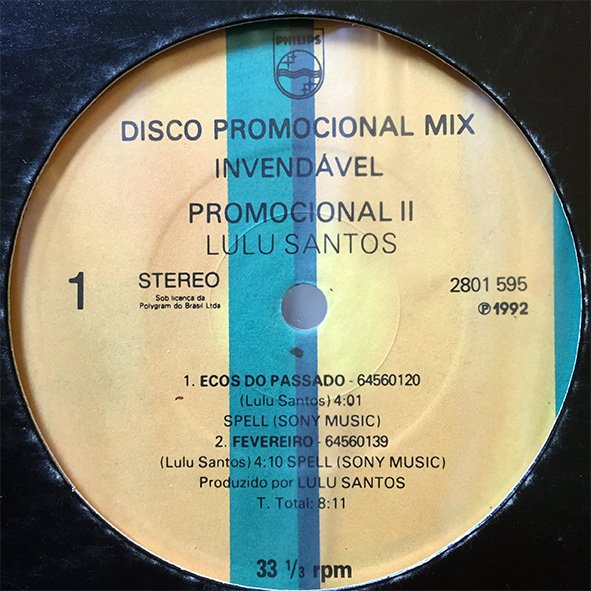 PHILIPS
DISCO PROMOCIONAL MIX
INVENDÁVEL
PROMOCIONAL II
LULU SANTOS
1
STEREO
Sob licença da
Polygram do Brasil Ltda
2801 595
℗1992
1. ECOS DO PASSADO - 64560120
(Lulu Santos) 4:01
SPELL (SONY MUSIC)
2. FEVEREIRO - 64560139
(Lulu Santos) 4:10 SPELL (SONY MUSIC)
Produzido por LULU SANTOS
T. Total: 8:11
33 1/3 rpm